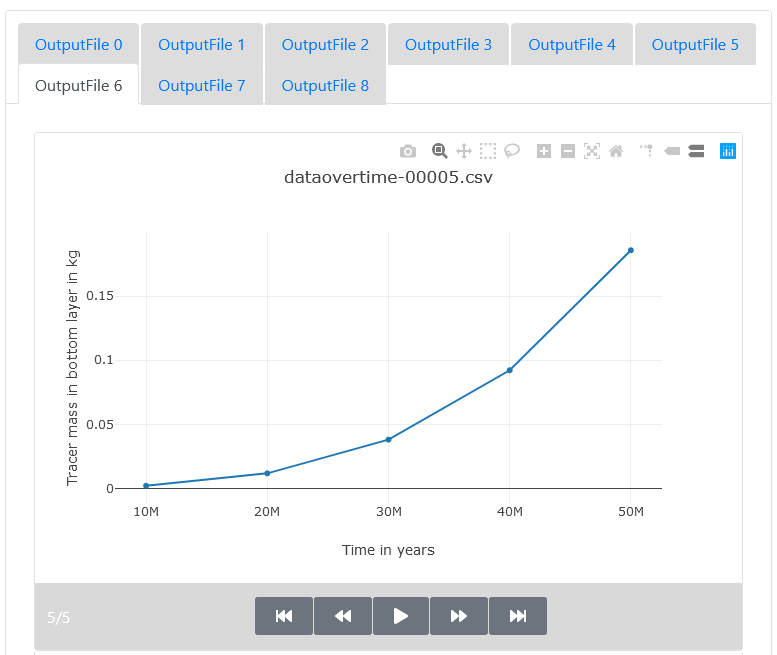 OutputFile 0 OutputFile 1 OutputFile 2 OutputFile 3 OutputFile 4 OutputFile 5
OutputFile 6 OutputFile 7 OutputFile 8
dataovertime-00005.csv
Tracer mass in bottom layer in kg
0.15
0.1
0.05
0
10M 20M 30M 40M 50M
Time in years
5/5